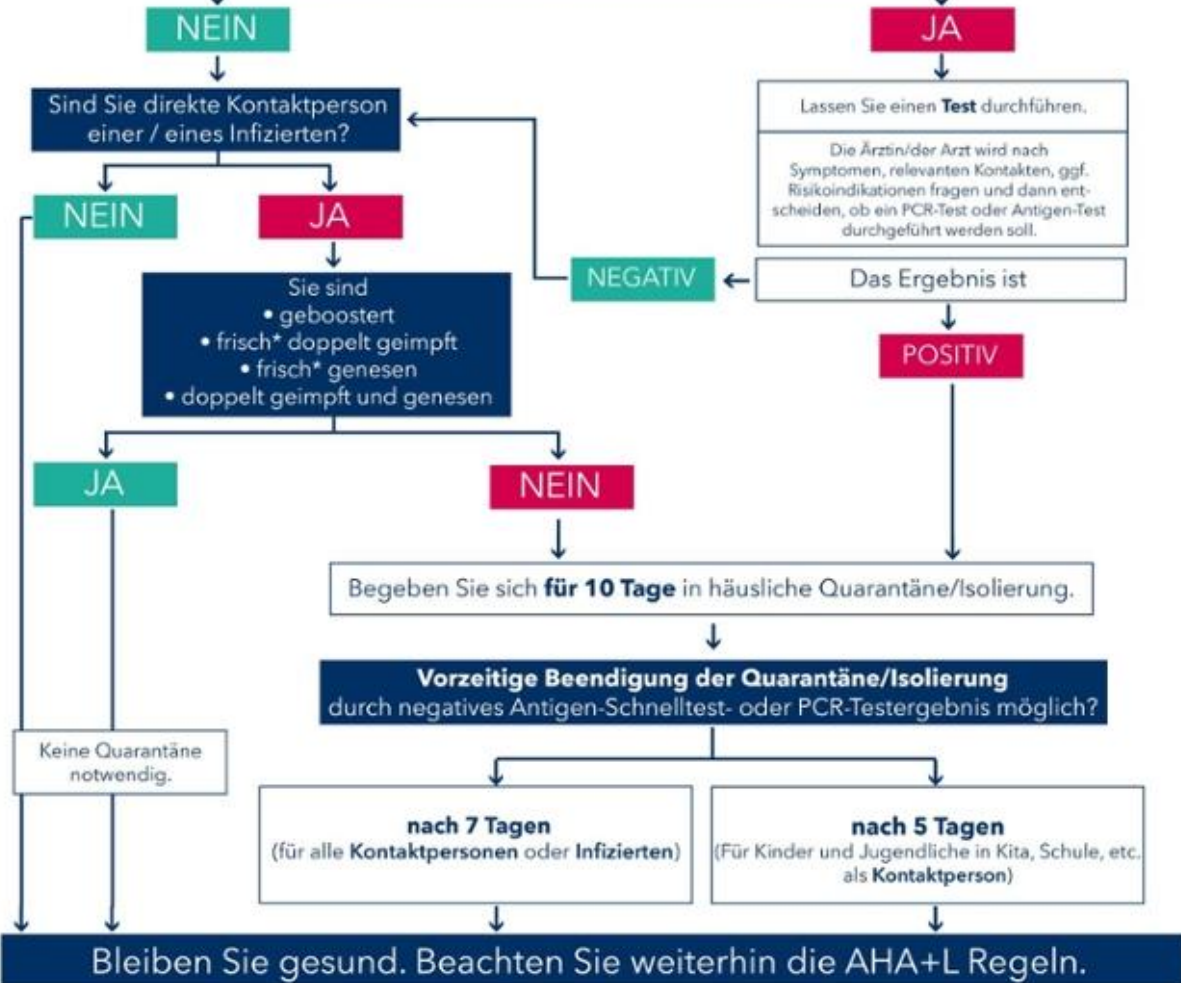 NEIN
JA
Sind Sie direkte Kontaktperson
einer / eines Infizierten?
Lassen Sie einen Test durchführen.
Die Ärztin/der Arzt wird nach
Symptomen, relevanten Kontakten, ggf.
Risikoindikationen fragen und dann ent-
scheiden, ob ein PCR-Test oder Antigen-Test
durchgeführt werden soll.
NEIN
JA
NEGATIV
Das Ergebnis ist
Sie sind
• geboostert
• frisch* doppelt geimpft
• frisch* genesen
• doppelt geimpft und genesen
POSITIV
JA
NEIN
Begeben Sie sich für 10 Tage in häusliche Quarantäne/Isolierung.
Vorzeitige Beendigung der Quarantäne/Isolierung
durch negatives Antigen-Schnelltest- oder PCR-Testergebnis möglich?
Keine Quarantäne
notwendig.
nach 7 Tagen
(für alle Kontaktpersonen oder Infizierten)
nach 5 Tagen
(Für Kinder und Jugendliche in Kita, Schule, etc.
als Kontaktperson)
Bleiben Sie gesund. Beachten Sie weiterhin die AHA+L Regeln.